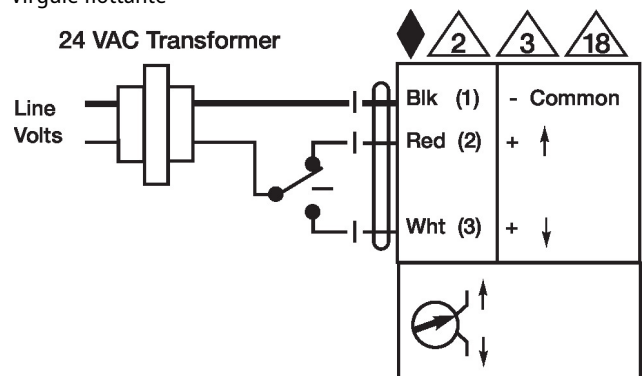 24 VAC Transformer
2 3 18
Line
Volts
Blk (1) - Common
Red (2) + ↑
Wht (3) + ↓